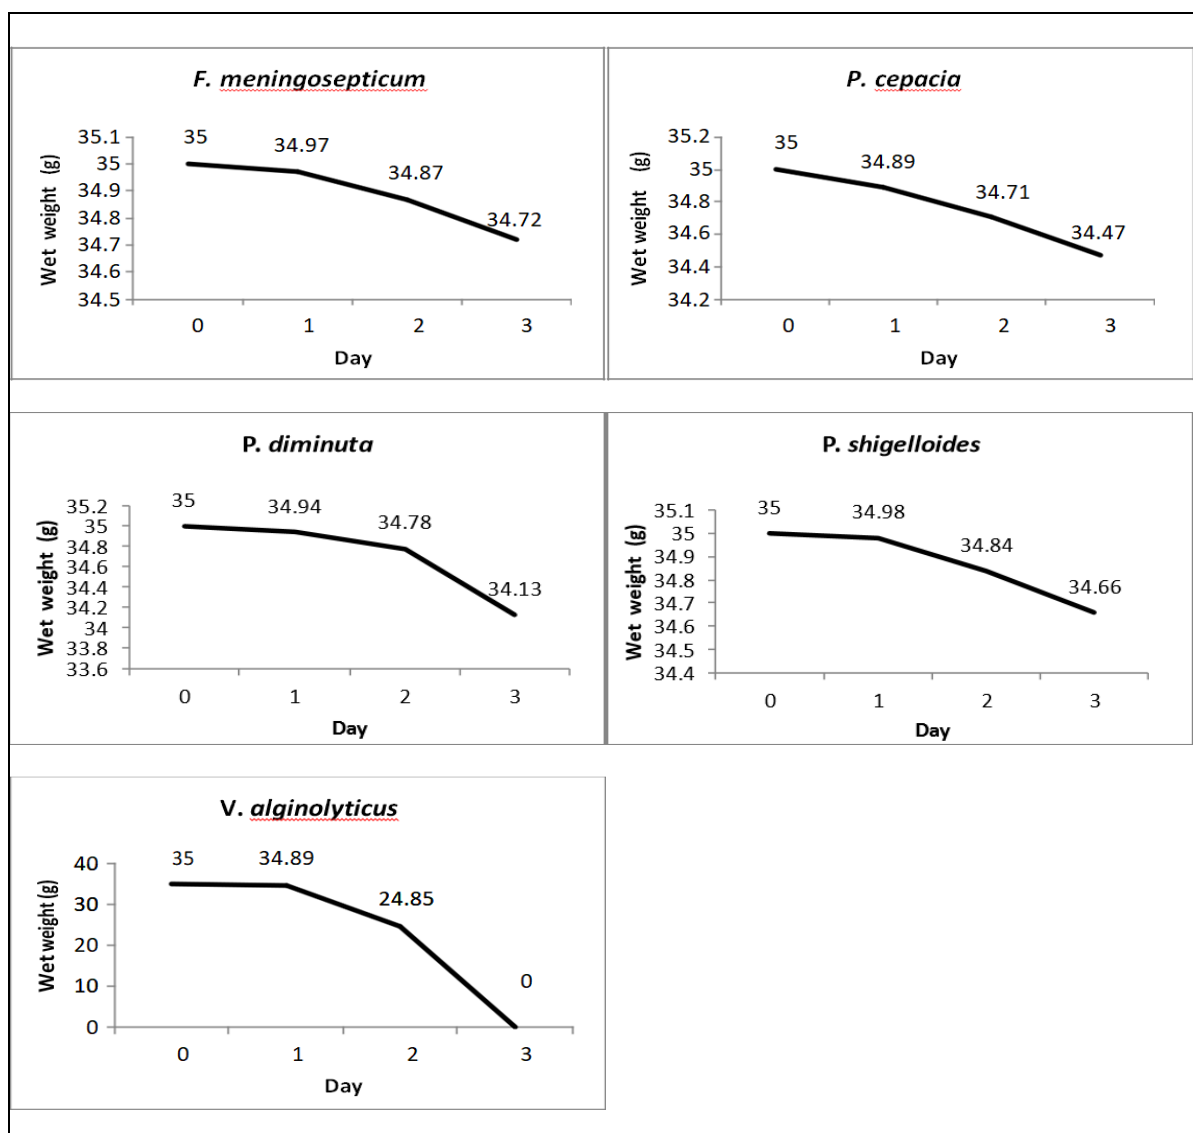 F. meningosepticum
35.1
35
34.9
34.8
34.7
34.6
34.5
Wet weight (g)
35
34.97
34.87
34.72
0 1 2 3
Day
P. cepacia
35.2
35
34.8
34.6
34.4
34.2
Wet weight (g)
35
34.89
34.71
34.47
0 1 2 3
Day
P. diminuta
35.2
35
34.8
34.6
34.4
34.2
34
33.8
33.6
Wet weight (g)
35
34.94
34.78
34.13
0 1 2 3
Day
P. shigelloides
35.1
35
34.9
34.8
34.7
34.6
34.5
34.4
Wet weight (g)
35
34.98
34.84
34.66
0 1 2 3
Day
V. alginolyticus
40
30
20
10
0
Wet weight (g)
35
34.89
24.85
0
0 1 2 3
Day